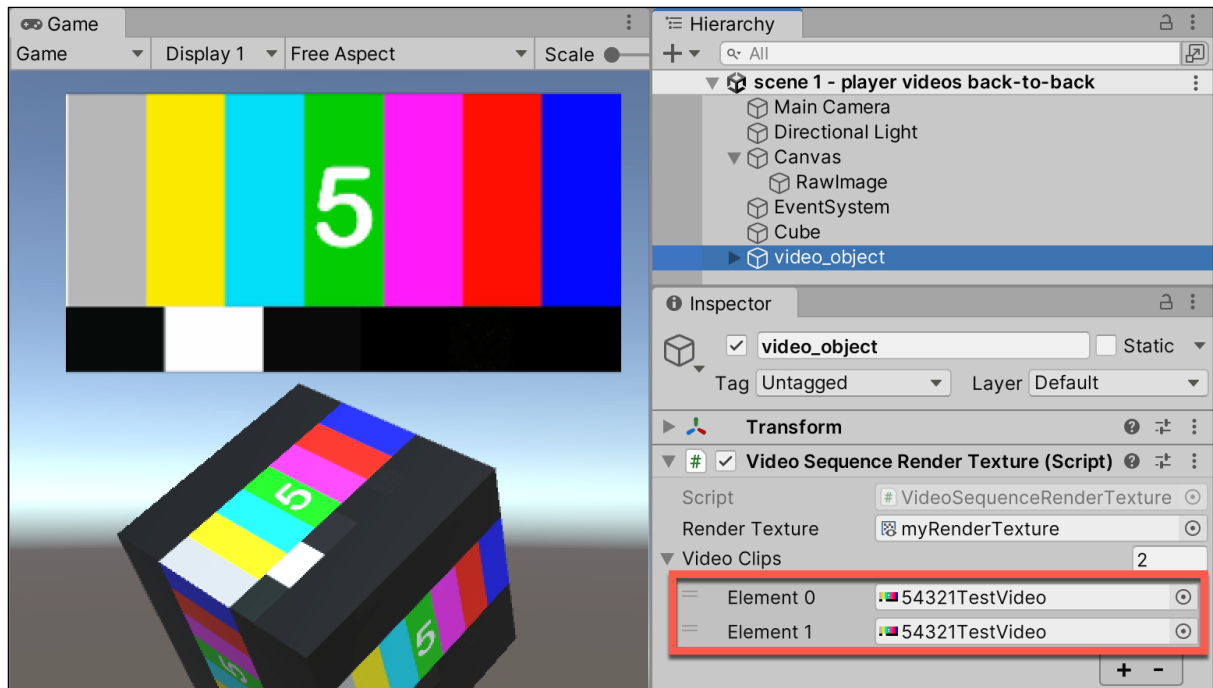 Game
Game Display 1 Free Aspect Scale
5
5
5
5
Hierarchy
All
scene 1 - player videos back-to-back
Main Camera
Directional Light
Canvas
RawImage
EventSystem
Cube
video_object
Inspector
video_object Static
Tag Untagged Layer Default
Transform
# Video Sequence Render Texture (Script)
Script # VideoSequenceRenderTexture
Render Texture myRenderTexture
Video Clips 2
Element 0 54321TestVideo
Element 1 54321TestVideo
+ -